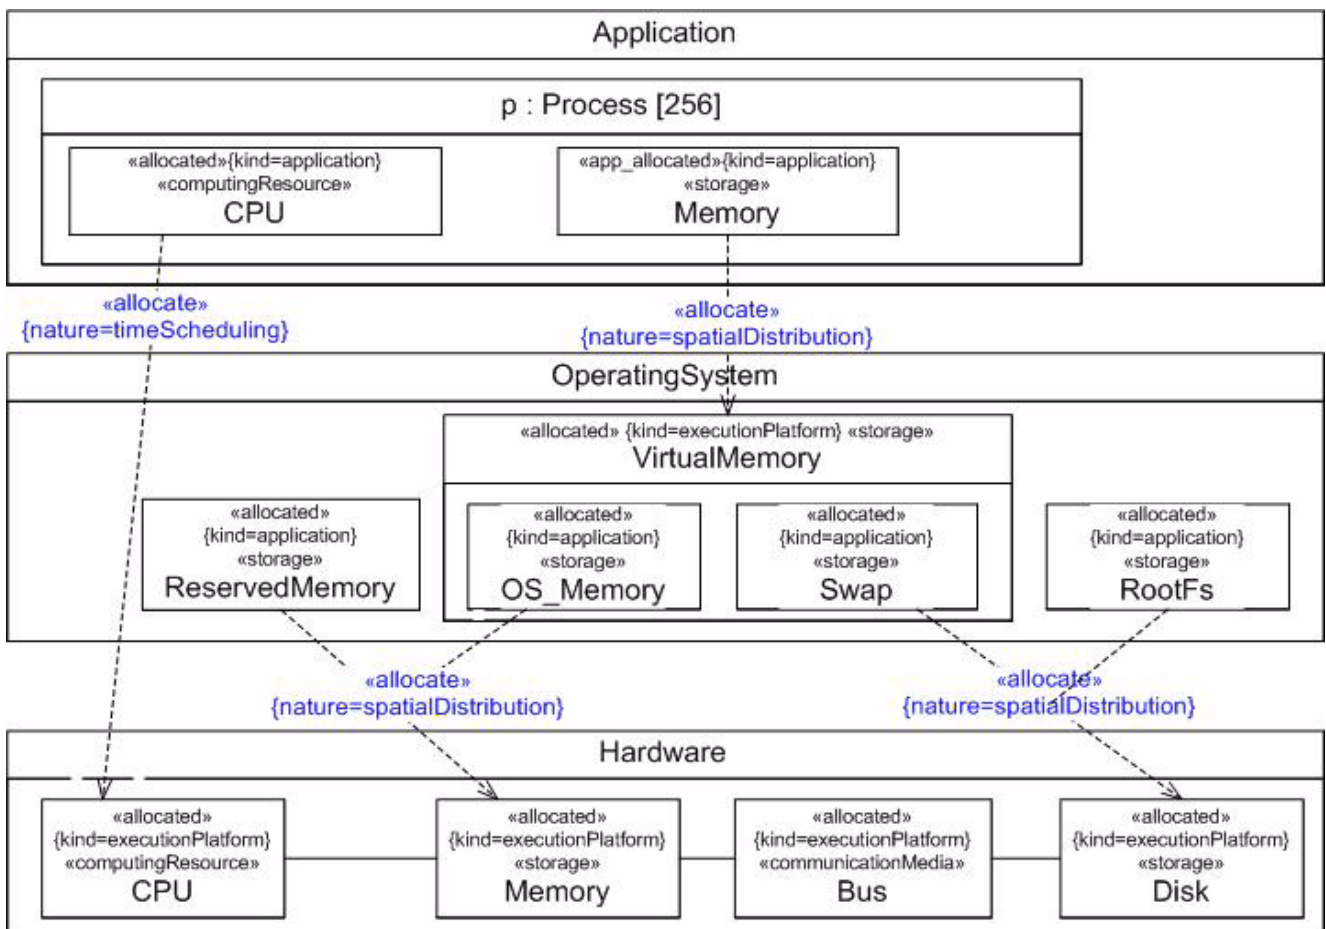 Application
p : Process [256]
«allocated»{kind=application}
«computingResource»
CPU
«app_allocated»{kind=application}
«storage»
Memory
«allocate»
{nature=timeScheduling}
«allocate»
{nature=spatialDistribution}
OperatingSystem
«allocated» {kind=executionPlatform} «storage»
VirtualMemory
«allocated»
{kind=application}
«storage»
ReservedMemory
«allocated»
{kind=application}
«storage»
OS_Memory
«allocated»
{kind=application}
«storage»
Swap
«allocated»
{kind=application}
«storage»
RootFs
«allocate»
{nature=spatialDistribution}
«allocate»
{nature=spatialDistribution}
Hardware
«allocated»
{kind=executionPlatform}
«computingResource»
CPU
«allocated»
{kind=executionPlatform}
«storage»
Memory
«allocated»
{kind=executionPlatform}
«communicationMedia»
Bus
«allocated»
{kind=executionPlatform}
«storage»
Disk